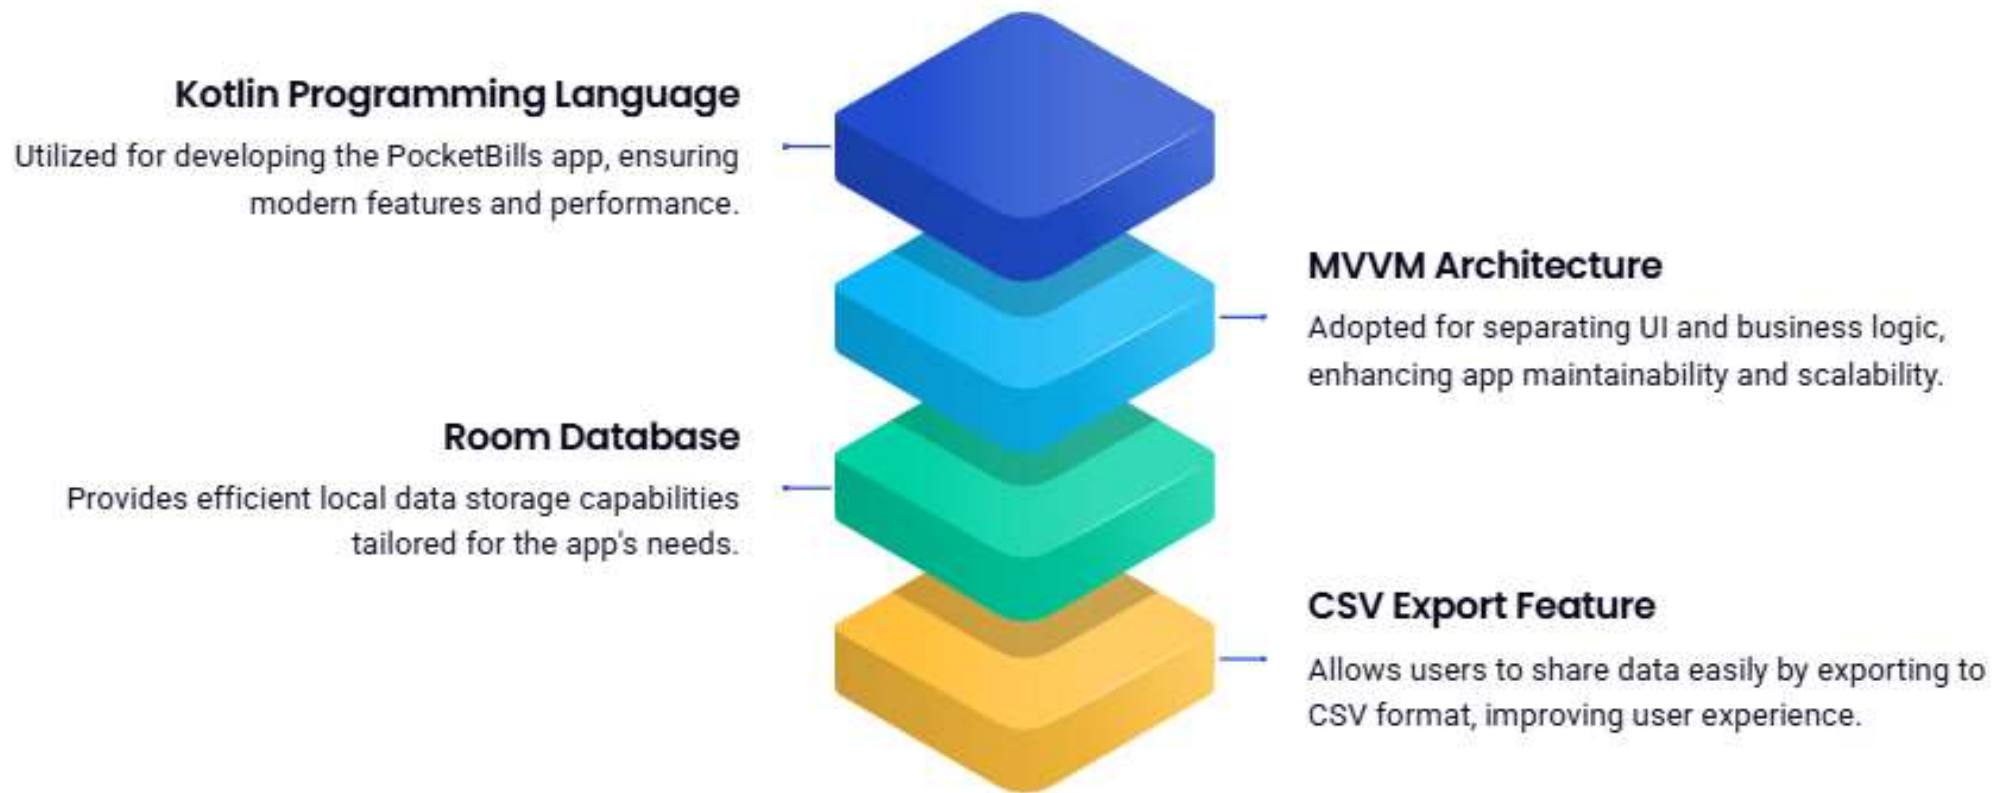 Kotlin Programming Language
Utilized for developing the PocketBills app, ensuring
modern features and performance.
MVVM Architecture
Adopted for separating UI and business logic,
enhancing app maintainability and scalability.
Room Database
Provides efficient local data storage capabilities
tailored for the app's needs.
CSV Export Feature
Allows users to share data easily by exporting to
CSV format, improving user experience.